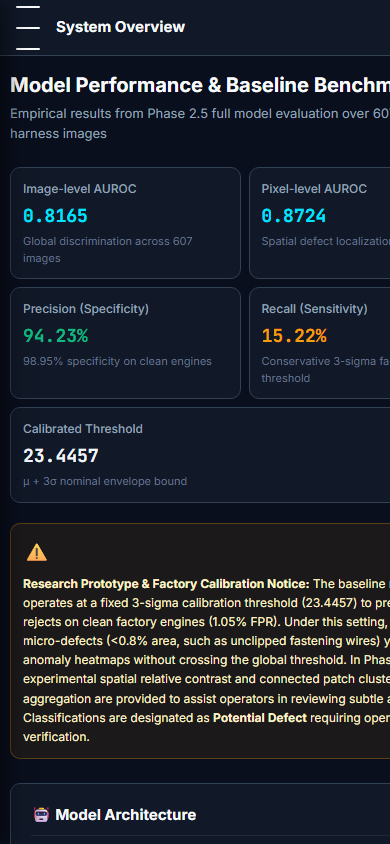 System Overview
Model Performance & Baseline Benchm
Empirical results from Phase 2.5 full model evaluation over 60
harness images
Image-level AUROC
0.8165
Global discrimination across 607
images
Pixel-level AUROC
0.8724
Spatial defect localization
Precision (Specificity)
94.23%
98.95% specificity on clean engines
Recall (Sensitivity)
15.22%
Conservative 3-sigma fa
threshold
Calibrated Threshold
23.4457
μ + 3σ nominal envelope bound
Research Prototype & Factory Calibration Notice: The baseline
operates at a fixed 3-sigma calibration threshold (23.4457) to pre
rejects on clean factory engines (1.05% FPR). Under this setting,
micro-defects (<0.8% area, such as unclipped fastening wires) y
anomaly heatmaps without crossing the global threshold. In Phas
experimental spatial relative contrast and connected patch cluste
aggregation are provided to assist operators in reviewing subtle a
Classifications are designated as Potential Defect requiring oper
verification.
Model Architecture